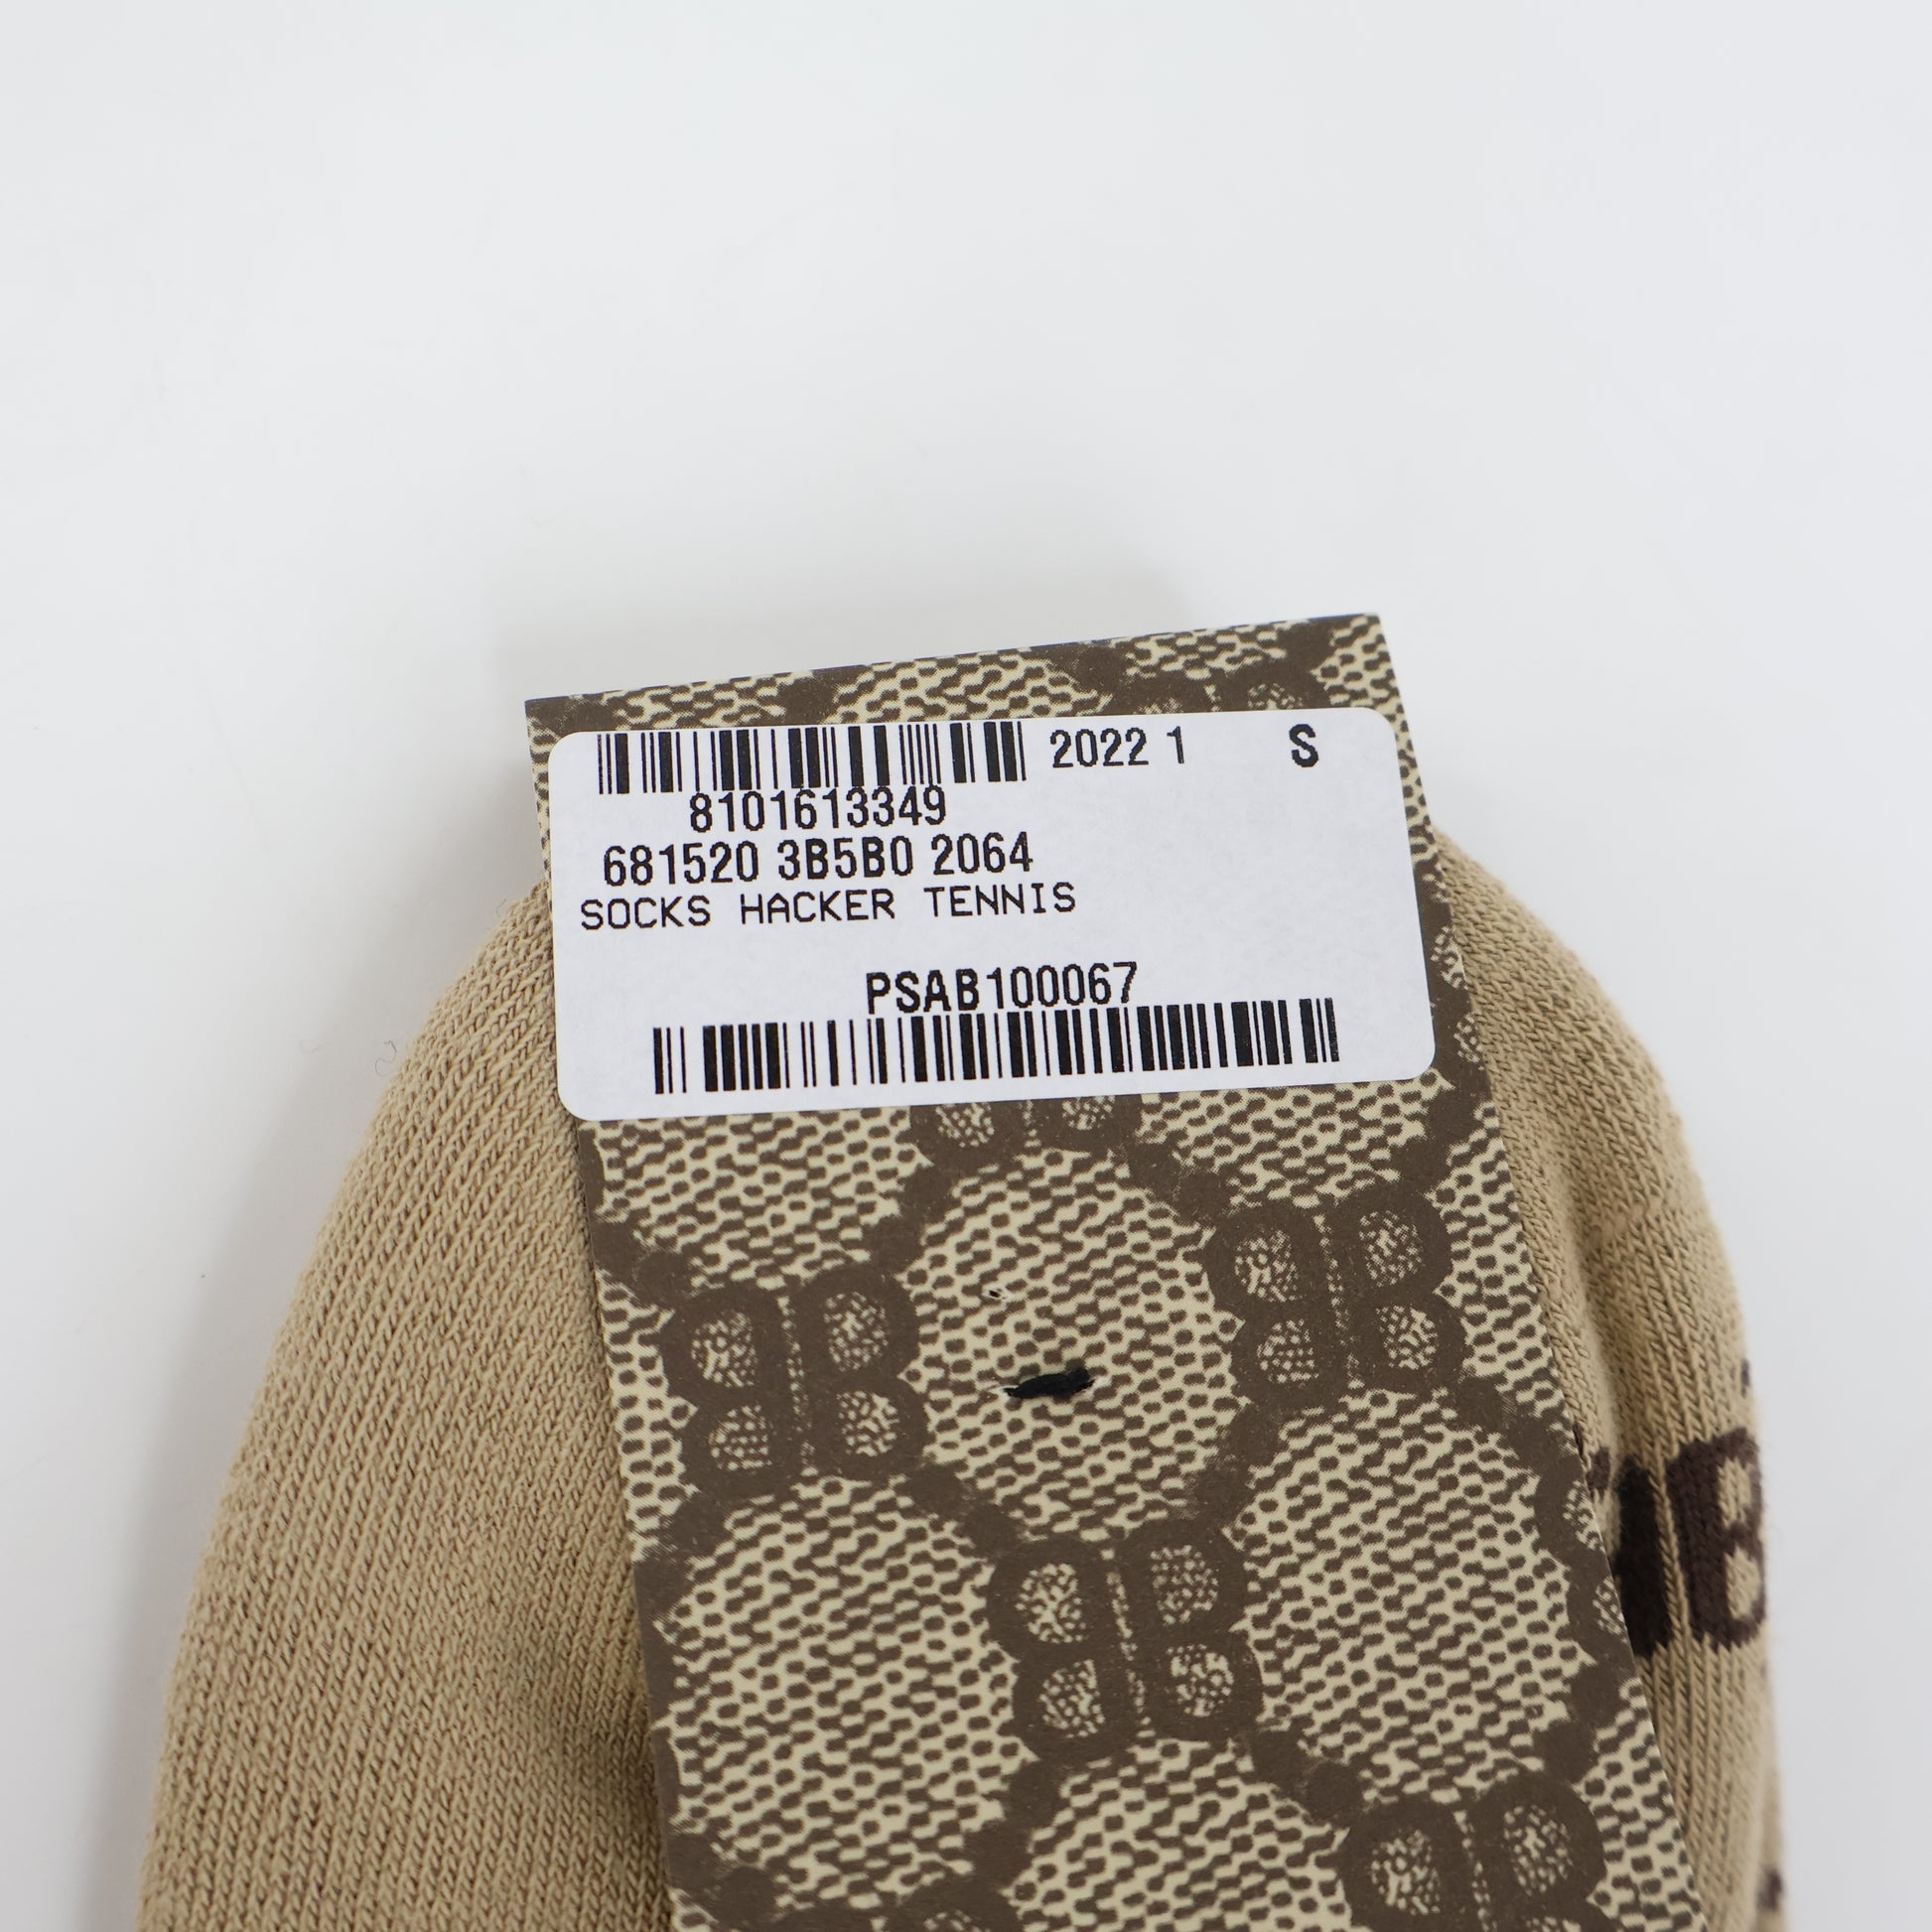 2022 1 S
8101613349
681520 3B5B0 2064
SOCKS HACKER TENNIS
PSAB100067